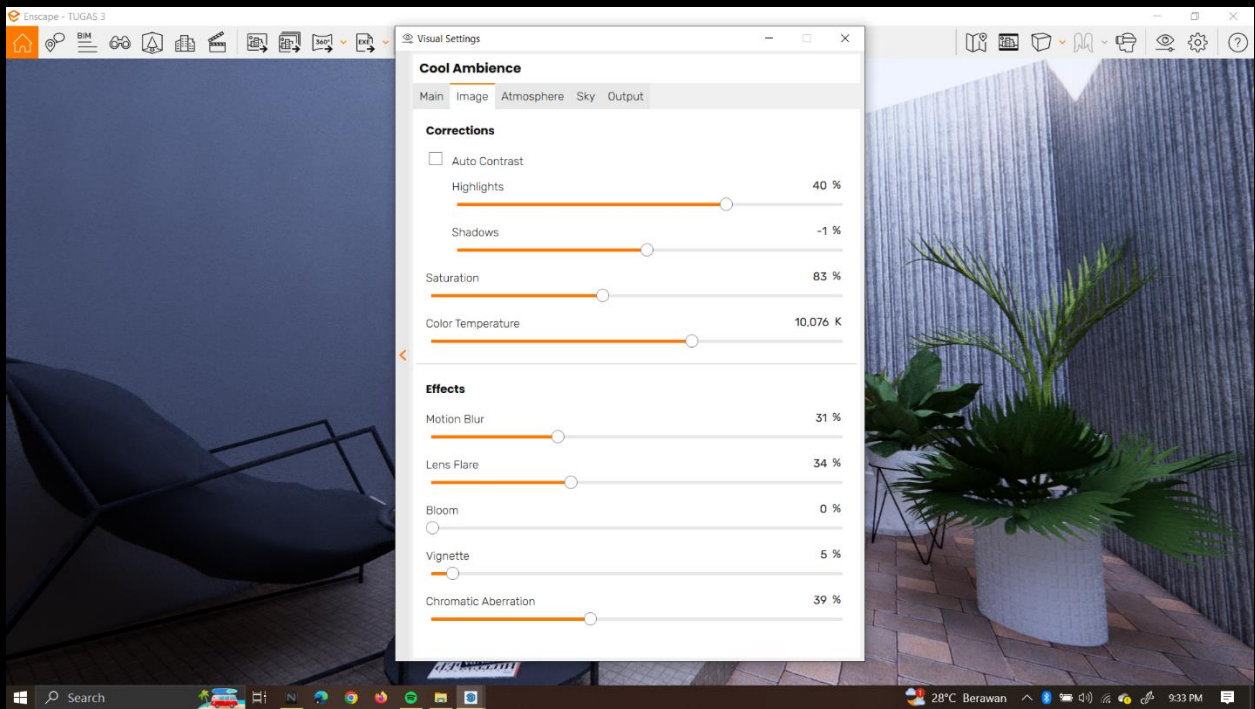 Enscape - TUGAS 3
BIM
360°
EXE
Visual Settings
Cool Ambience
Main Image Atmosphere Sky Output
Corrections
Auto Contrast
Highlights 40 %
Shadows -1 %
Saturation 83 %
Color Temperature 10,076 K
Effects
Motion Blur 31 %
Lens Flare 34 %
Bloom 0 %
Vignette 5 %
Chromatic Aberration 39 %
Search
28°C Berawan
9:33 PM